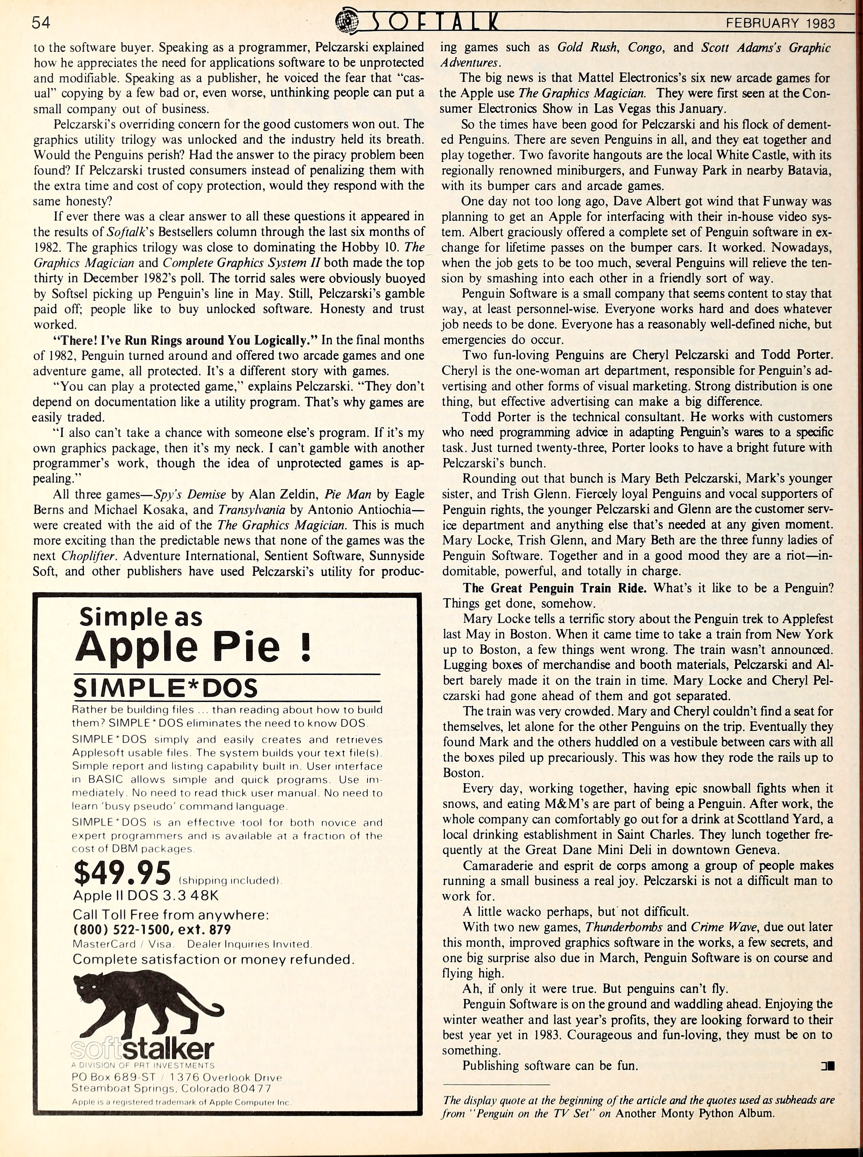 54
SOFTALK
FEBRUARY 1983
to the software buyer. Speaking as a programmer, Pelczarski explained
how he appreciates the need for applications software to be unprotected
and modifiable. Speaking as a publisher, he voiced the fear that “cas-
ual” copying by a few bad or, even worse, unthinking people can put a
small company out of business.
Pelczarski’s overriding concern for the good customers won out. The
graphics utility trilogy was unlocked and the industry held its breath.
Would the Penguins perish? Had the answer to the piracy problem been
found? If Pelczarski trusted consumers instead of penalizing them with
the extra time and cost of copy protection, would they respond with the
same honesty?
If ever there was a clear answer to all these questions it appeared in
the results of Softalk’s Bestsellers column through the last six months of
1982. The graphics trilogy was close to dominating the Hobby 10. The
Graphics Magician and Complete Graphics System II both made the top
thirty in December 1982’s poll. The torrid sales were obviously buoyed
by Softsel picking up Penguin’s line in May. Still, Pelczarski’s gamble
paid off; people like to buy unlocked software. Honesty and trust
worked.
“There! I’ve Run Rings around You Logically.” In the final months
of 1982, Penguin turned around and offered two arcade games and one
adventure game, all protected. It’s a different story with games.
“You can play a protected game,” explains Pelczarski. “They don’t
depend on documentation like a utility program. That’s why games are
easily traded.
“I also can’t take a chance with someone else’s program. If it’s my
own graphics package, then it’s my neck. I can’t gamble with another
programmer’s work, though the idea of unprotected games is ap-
pealing.”
All three games—Spy’s Demise by Alan Zeldin, Pie Man by Eagle
Berns and Michael Kosaka, and Transylvania by Antonio Antiochia—
were created with the aid of the The Graphics Magician. This is much
more exciting than the predictable news that none of the games was the
next Choplifter. Adventure International, Sentient Software, Sunnyside
Soft, and other publishers have used Pelczarski’s utility for produc-
Simple as
Apple Pie !
SIMPLE*DOS
Rather be building files ... than reading about how to build
them? SIMPLE*DOS eliminates the need to know DOS.
SIMPLE*DOS simply and easily creates and retrieves
Applesoft usable files. The system builds your text file(s).
Simple report and listing capability built in. User interface
in BASIC allows simple and quick programs. Use im-
mediately. No need to read thick user manual. No need to
learn ‘busy pseudo’ command language.
SIMPLE*DOS is an effective tool for both novice and
expert programmers and is available at a fraction of the
cost of DBM packages.
$49.95 (shipping included).
Apple II DOS 3.3 48K
Call Toll Free from anywhere:
(800) 522-1500, ext. 879
MasterCard / Visa. Dealer Inquiries Invited.
Complete satisfaction or money refunded.
softstalker
A DIVISION OF PRT INVESTMENTS
PO Box 689-ST / 1376 Overlook Drive
Steamboat Springs, Colorado 80477
Apple is a registered trademark of Apple Computer Inc.
ing games such as Gold Rush, Congo, and Scott Adams’s Graphic
Adventures.
The big news is that Mattel Electronics’s six new arcade games for
the Apple use The Graphics Magician. They were first seen at the Con-
sumer Electronics Show in Las Vegas this January.
So the times have been good for Pelczarski and his flock of dement-
ed Penguins. There are seven Penguins in all, and they eat together and
play together. Two favorite hangouts are the local White Castle, with its
regionally renowned miniburgers, and Funway Park in nearby Batavia,
with its bumper cars and arcade games.
One day not too long ago, Dave Albert got wind that Funway was
planning to get an Apple for interfacing with their in-house video sys-
tem. Albert graciously offered a complete set of Penguin software in ex-
change for lifetime passes on the bumper cars. It worked. Nowadays,
when the job gets to be too much, several Penguins will relieve the ten-
sion by smashing into each other in a friendly sort of way.
Penguin Software is a small company that seems content to stay that
way, at least personnel-wise. Everyone works hard and does whatever
job needs to be done. Everyone has a reasonably well-defined niche, but
emergencies do occur.
Two fun-loving Penguins are Cheryl Pelczarski and Todd Porter.
Cheryl is the one-woman art department, responsible for Penguin’s ad-
vertising and other forms of visual marketing. Strong distribution is one
thing, but effective advertising can make a big difference.
Todd Porter is the technical consultant. He works with customers
who need programming advice in adapting Penguin’s wares to a specific
task. Just turned twenty-three, Porter looks to have a bright future with
Pelczarski’s bunch.
Rounding out that bunch is Mary Beth Pelczarski, Mark’s younger
sister, and Trish Glenn. Fiercely loyal Penguins and vocal supporters of
Penguin rights, the younger Pelczarski and Glenn are the customer serv-
ice department and anything else that’s needed at any given moment.
Mary Locke, Trish Glenn, and Mary Beth are the three funny ladies of
Penguin Software. Together and in a good mood they are a riot—in-
domitable, powerful, and totally in charge.
The Great Penguin Train Ride. What’s it like to be a Penguin?
Things get done, somehow.
Mary Locke tells a terrific story about the Penguin trek to Applefest
last May in Boston. When it came time to take a train from New York
up to Boston, a few things went wrong. The train wasn’t announced.
Lugging boxes of merchandise and booth materials, Pelczarski and Al-
bert barely made it on the train in time. Mary Locke and Cheryl Pel-
czarski had gone ahead of them and got separated.
The train was very crowded. Mary and Cheryl couldn’t find a seat for
themselves, let alone for the other Penguins on the trip. Eventually they
found Mark and the others huddled on a vestibule between cars with all
the boxes piled up precariously. This was how they rode the rails up to
Boston.
Every day, working together, having epic snowball fights when it
snows, and eating M&M’s are part of being a Penguin. After work, the
whole company can comfortably go out for a drink at Scottland Yard, a
local drinking establishment in Saint Charles. They lunch together fre-
quently at the Great Dane Mini Deli in downtown Geneva.
Camaraderie and esprit de corps among a group of people makes
running a small business a real joy. Pelczarski is not a difficult man to
work for.
A little wacko perhaps, but not difficult.
With two new games, Thunderbombs and Crime Wave, due out later
this month, improved graphics software in the works, a few secrets, and
one big surprise also due in March, Penguin Software is on course and
flying high.
Ah, if only it were true. But penguins can’t fly.
Penguin Software is on the ground and waddling ahead. Enjoying the
winter weather and last year’s profits, they are looking forward to their
best year yet in 1983. Courageous and fun-loving, they must be on to
something.
Publishing software can be fun.
The display quote at the beginning of the article and the quotes used as subheads are
from “Penguin on the TV Set” on Another Monty Python Album.